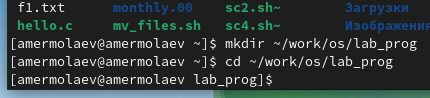 f1.txt monthly.00 sc2.sh~ Загрузки
hello.c mv_files.sh sc4.sh~ Изображения
[amermolaev@amermolaev ~]$ mkdir ~/work/os/lab_prog
[amermolaev@amermolaev ~]$ cd ~/work/os/lab_prog
[amermolaev@amermolaev lab_prog]$